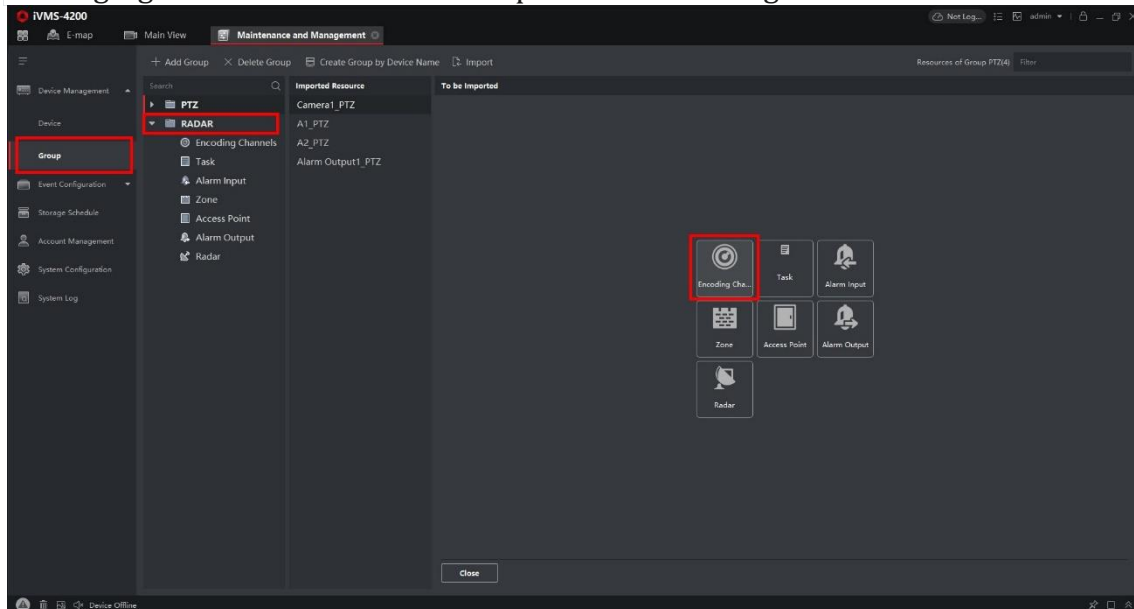 iVMS-4200
Not Log... admin
E-map Main View Maintenance and Management
+ Add Group × Delete Group Create Group by Device Name Import Resources of Group PTZ(4) Filter
Device Management
Device
Group
Event Configuration
Storage Schedule
Account Management
System Configuration
System Log
Search
PTZ
RADAR
Encoding Channels
Task
Alarm Input
Zone
Access Point
Alarm Output
Radar
Imported Resource
Camera1_PTZ
A1_PTZ
A2_PTZ
Alarm Output1_PTZ
To be Imported
Encoding Cha... Task Alarm Input
Zone Access Point Alarm Output
Radar
Close
Device Offline